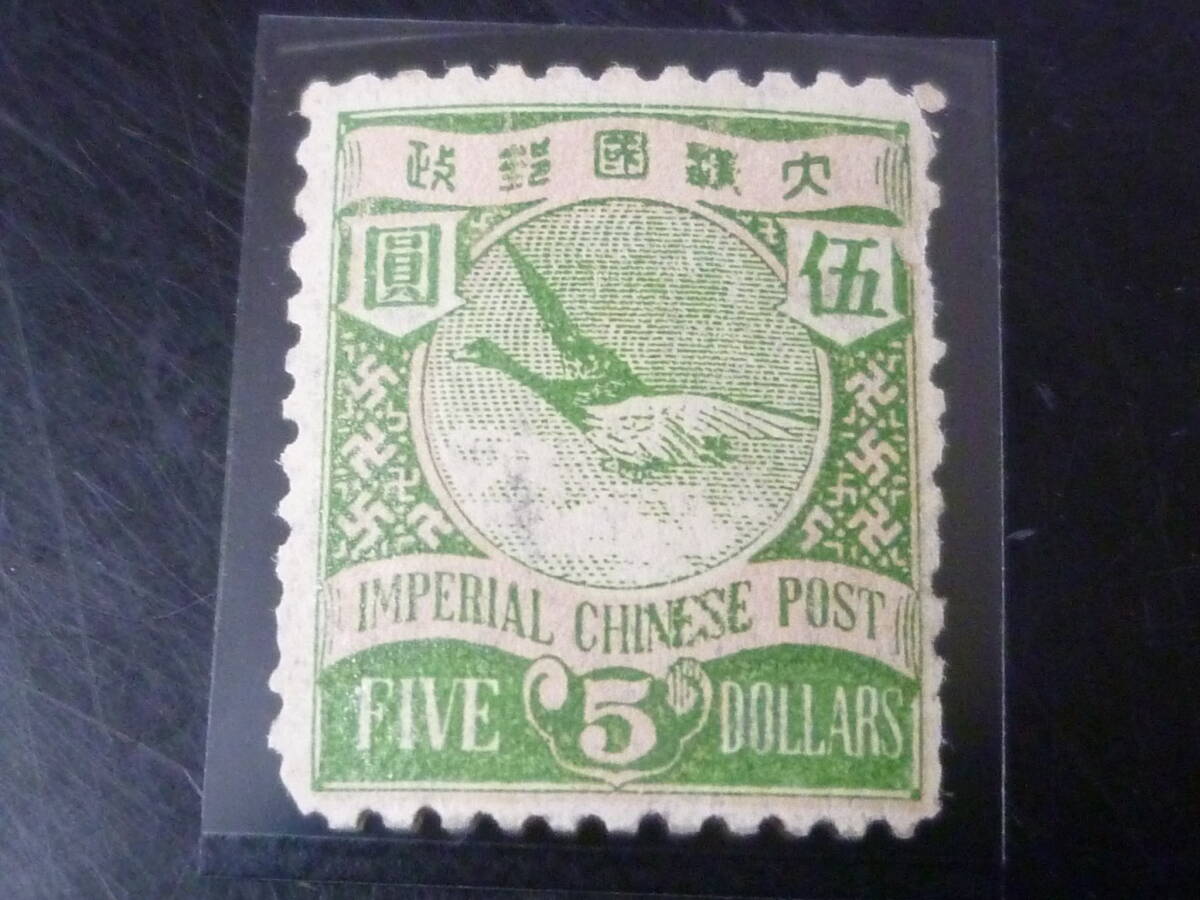 大清國郵政
伍圓
IMPERIAL CHINESE POST
FIVE 5 DOLLARS